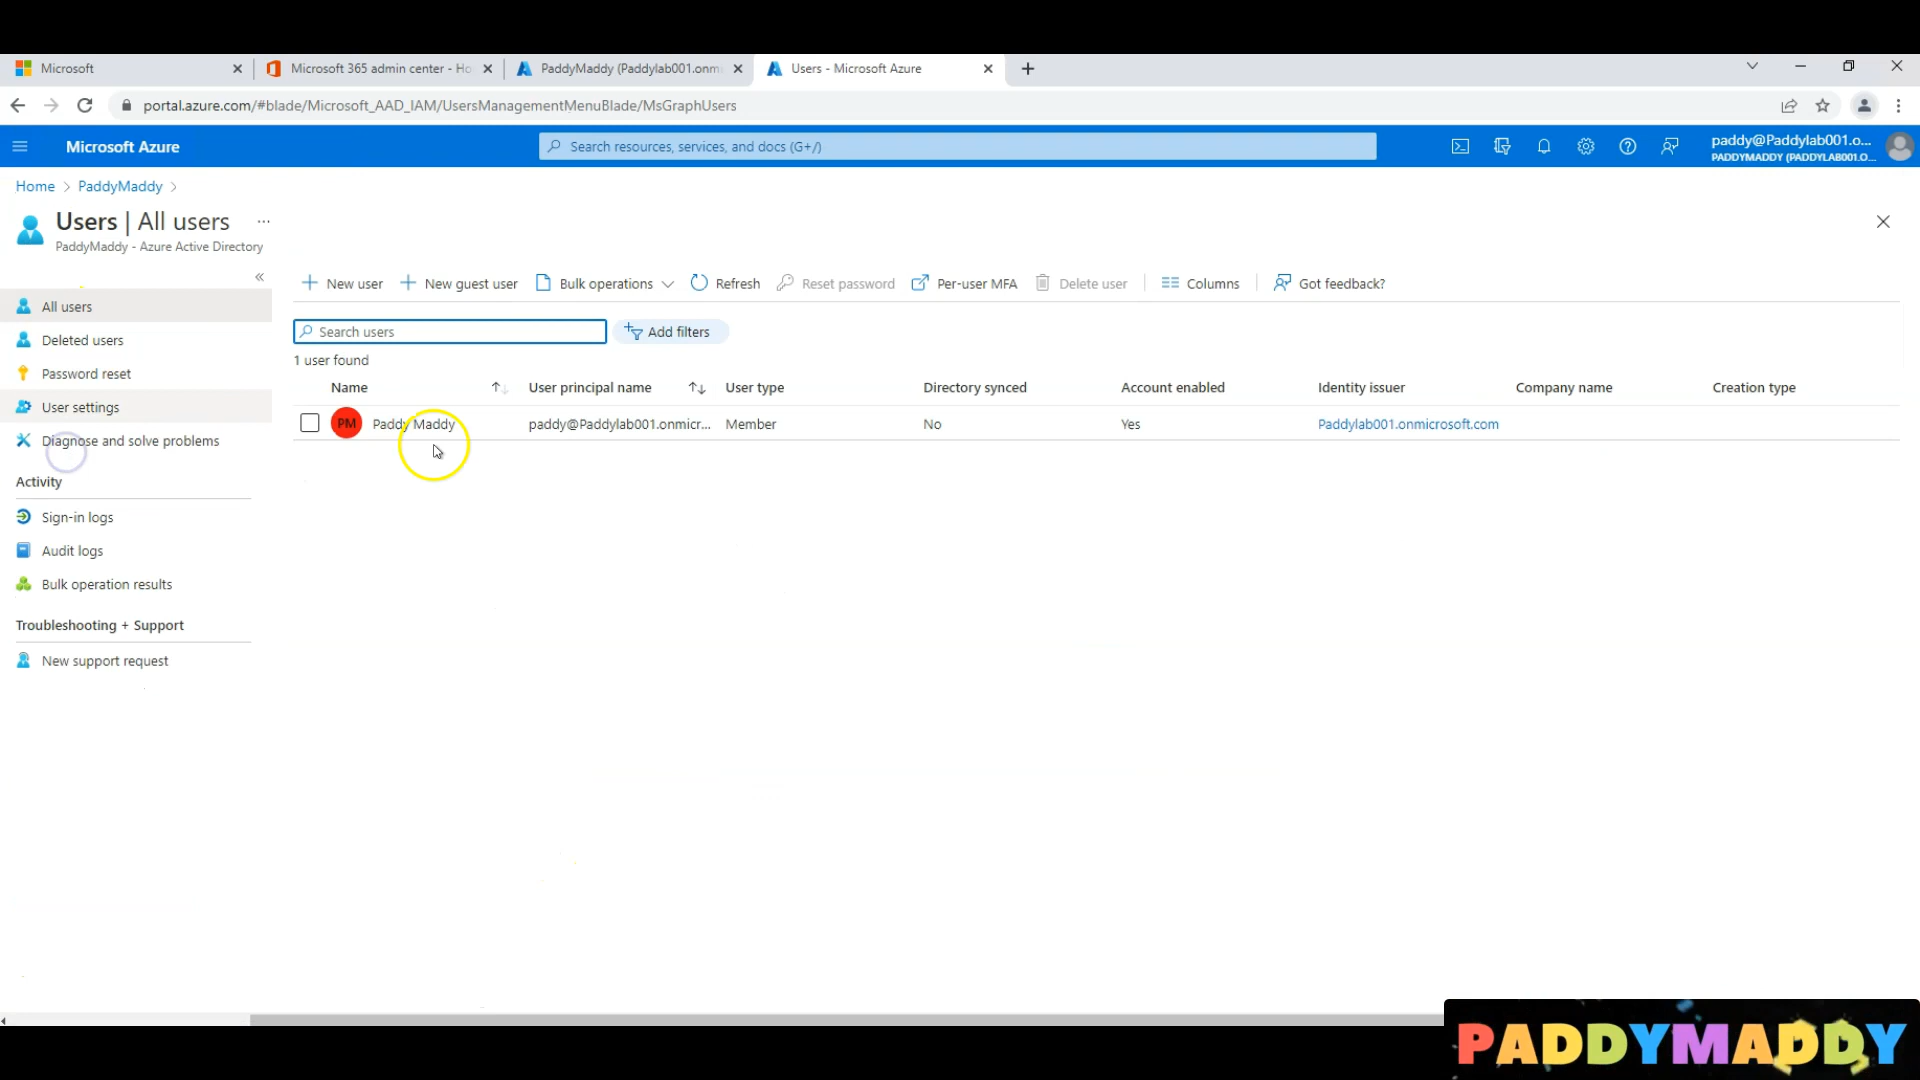 Microsoft
Microsoft 365 admin center - Ho
PaddyMaddy (Paddylab001.onm
Users - Microsoft Azure
portal.azure.com/#blade/Microsoft_AAD_IAM/UsersManagementMenuBlade/MsGraphUsers
Microsoft Azure
Search resources, services, and docs (G+/)
paddy@Paddylab001.o...
PADDYMADDY (PADDYLAB001.O...
Home > PaddyMaddy >
Users | All users ...
PaddyMaddy - Azure Active Directory
All users
Deleted users
Password reset
User settings
Diagnose and solve problems
Activity
Sign-in logs
Audit logs
Bulk operation results
Troubleshooting + Support
New support request
New user
New guest user
Bulk operations
Refresh
Reset password
Per-user MFA
Delete user
Columns
Got feedback?
Search users
Add filters
1 user found
Name User principal name User type Directory synced Account enabled Identity issuer Company name Creation type
PM Paddy Maddy paddy@Paddylab001.onmicr... Member No Yes Paddylab001.onmicrosoft.com
PADDYMADDY